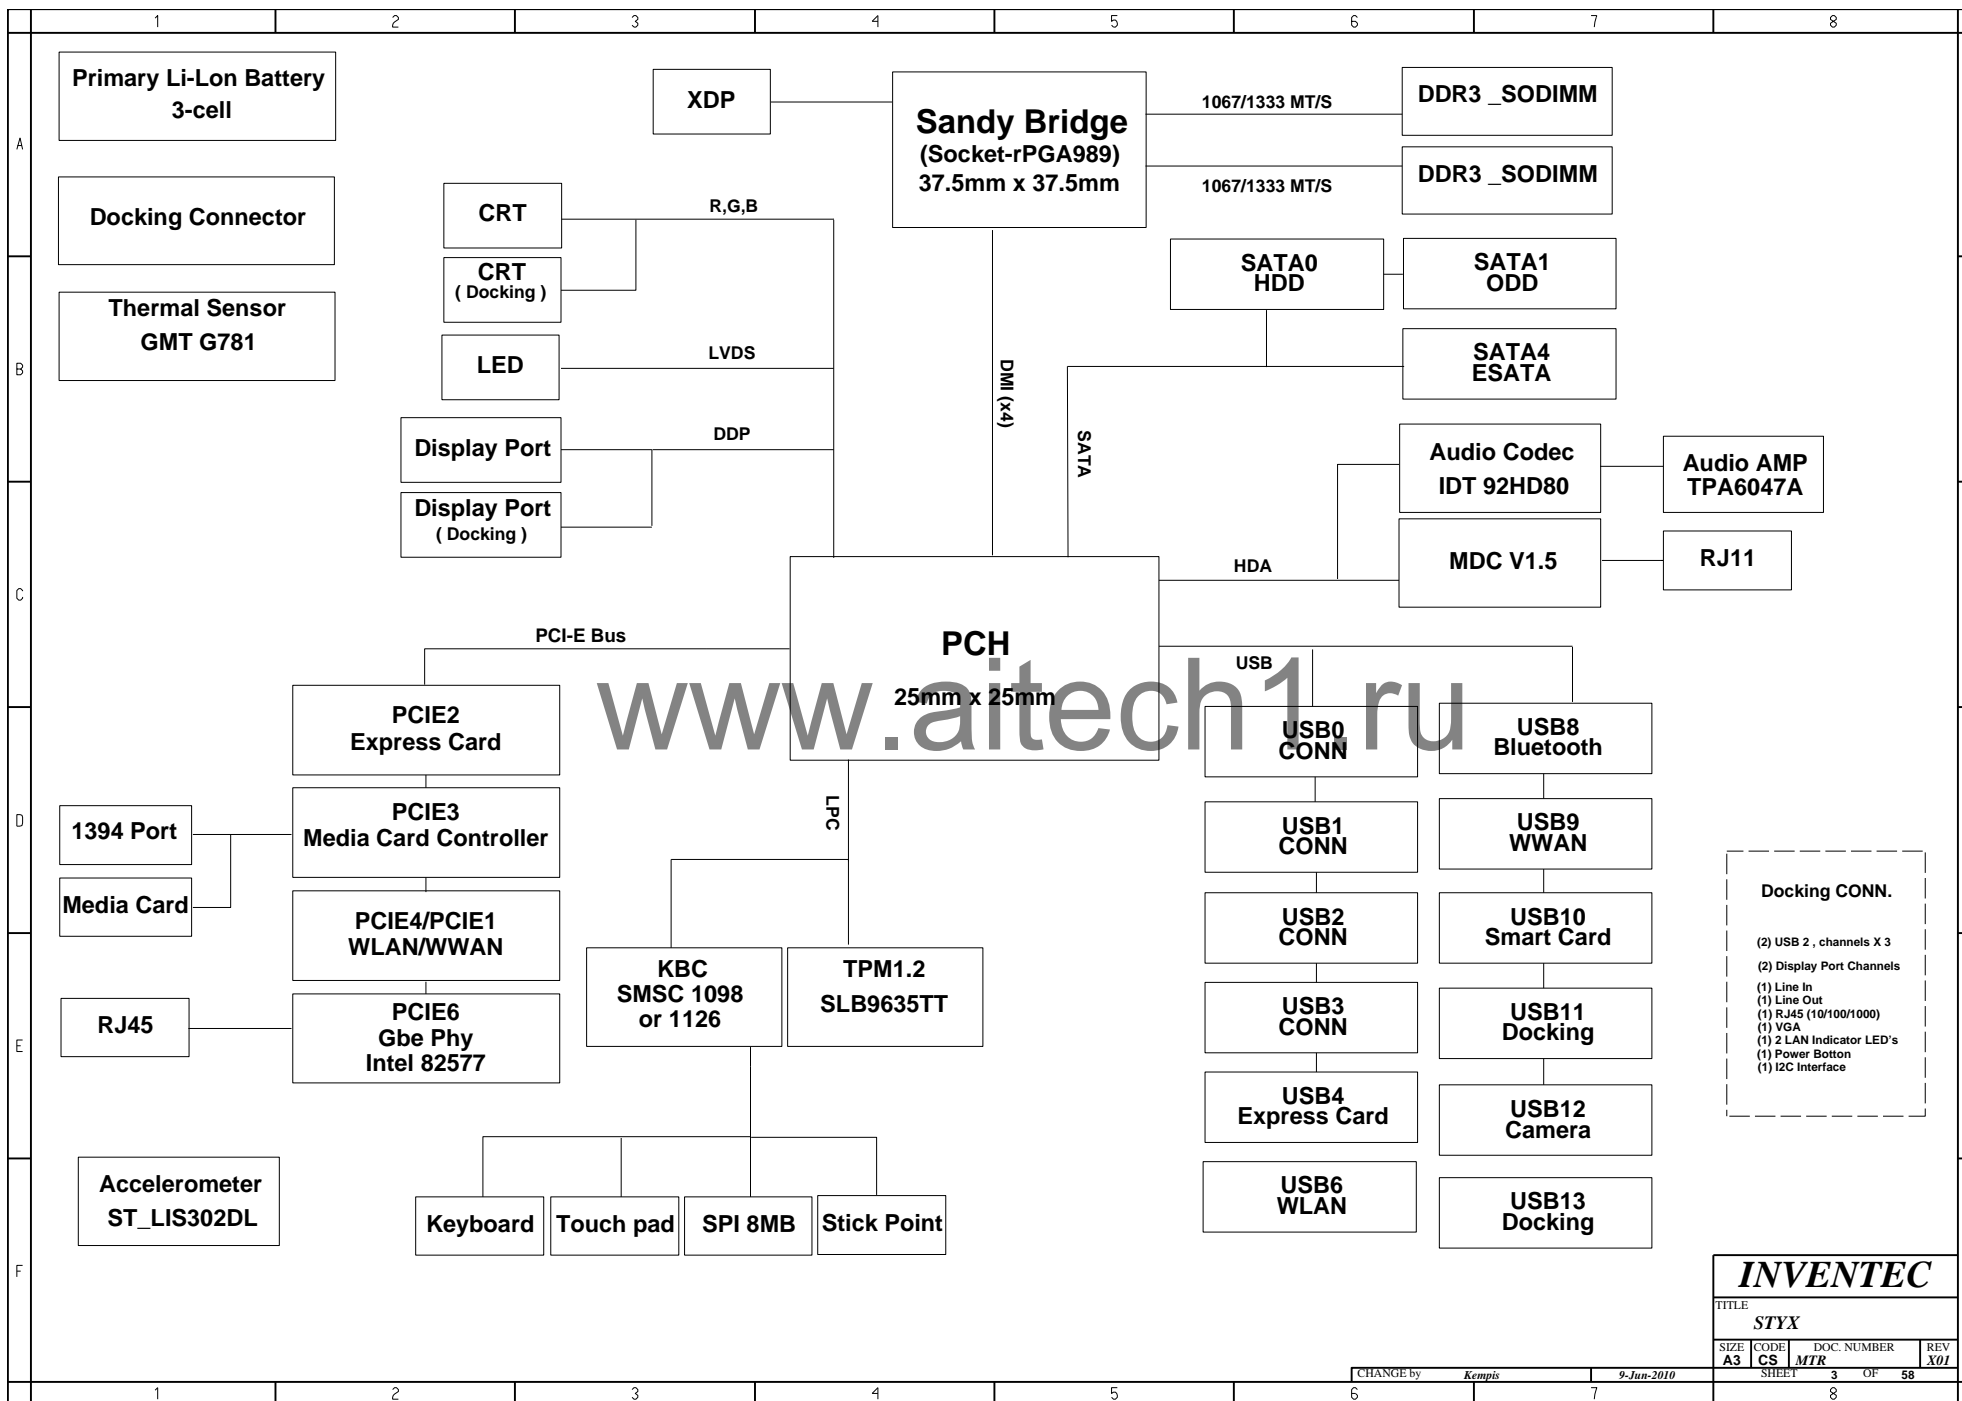 1 2 3 4 5 6 7 8
A
B
C
D
E
F
Primary Li-Lon Battery
3-cell
Docking Connector
Thermal Sensor
GMT G781
XDP
Sandy Bridge
(Socket-rPGA989)
37.5mm x 37.5mm
1067/1333 MT/S
DDR3 _SODIMM
1067/1333 MT/S
DDR3 _SODIMM
CRT
R,G,B
CRT
( Docking )
LED
LVDS
Display Port
DDP
Display Port
( Docking )
DMI (x4)
SATA
SATA0
HDD
SATA1
ODD
SATA4
ESATA
Audio Codec
IDT 92HD80
Audio AMP
TPA6047A
HDA
MDC V1.5
RJ11
PCH
25mm x 25mm
PCI-E Bus
USB
LPC
www.aitech1.ru
PCIE2
Express Card
PCIE3
Media Card Controller
1394 Port
Media Card
PCIE4/PCIE1
WLAN/WWAN
RJ45
PCIE6
Gbe Phy
Intel 82577
KBC
SMSC 1098
or 1126
TPM1.2
SLB9635TT
Keyboard
Touch pad
SPI 8MB
Stick Point
Accelerometer
ST_LIS302DL
USB0
CONN
USB1
CONN
USB2
CONN
USB3
CONN
USB4
Express Card
USB6
WLAN
USB8
Bluetooth
USB9
WWAN
USB10
Smart Card
USB11
Docking
USB12
Camera
USB13
Docking
Docking CONN.
(2) USB 2 , channels X 3
(2) Display Port Channels
(1) Line In
(1) Line Out
(1) RJ45 (10/100/1000)
(1) VGA
(1) 2 LAN Indicator LED's
(1) Power Botton
(1) I2C Interface
INVENTEC
TITLE
STYX
SIZE CODE DOC. NUMBER REV
A3 CS MTR X01
CHANGE by Kempis 9-Jun-2010 SHEET 3 OF 58
1 2 3 4 5 6 7 8